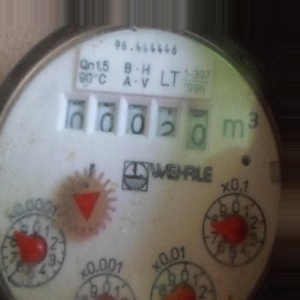 96.444446
Qn1,5 B·H
90°C A·V LT
00020 m³
WEHRLE
x0,0001
x0,1
x0,001
x0,01